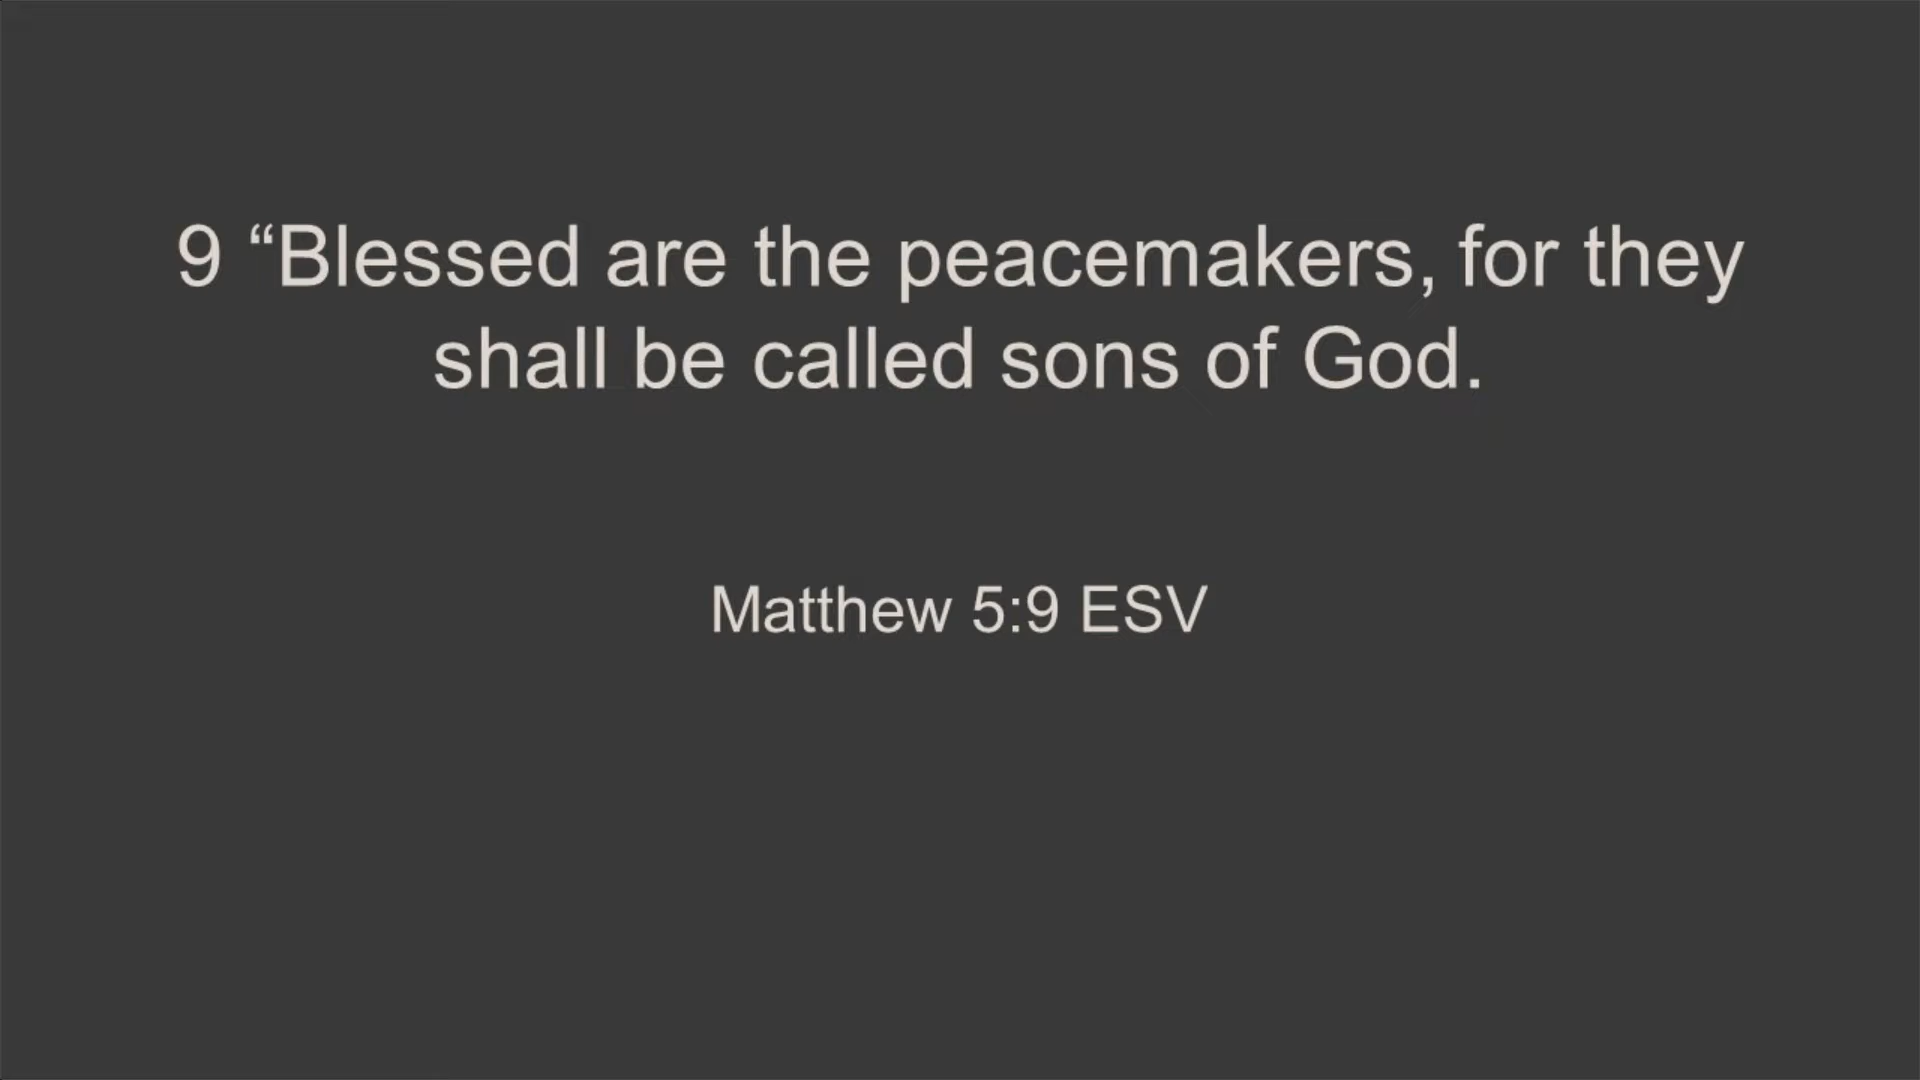 9 “Blessed are the peacemakers, for they
shall be called sons of God.
Matthew 5:9 ESV